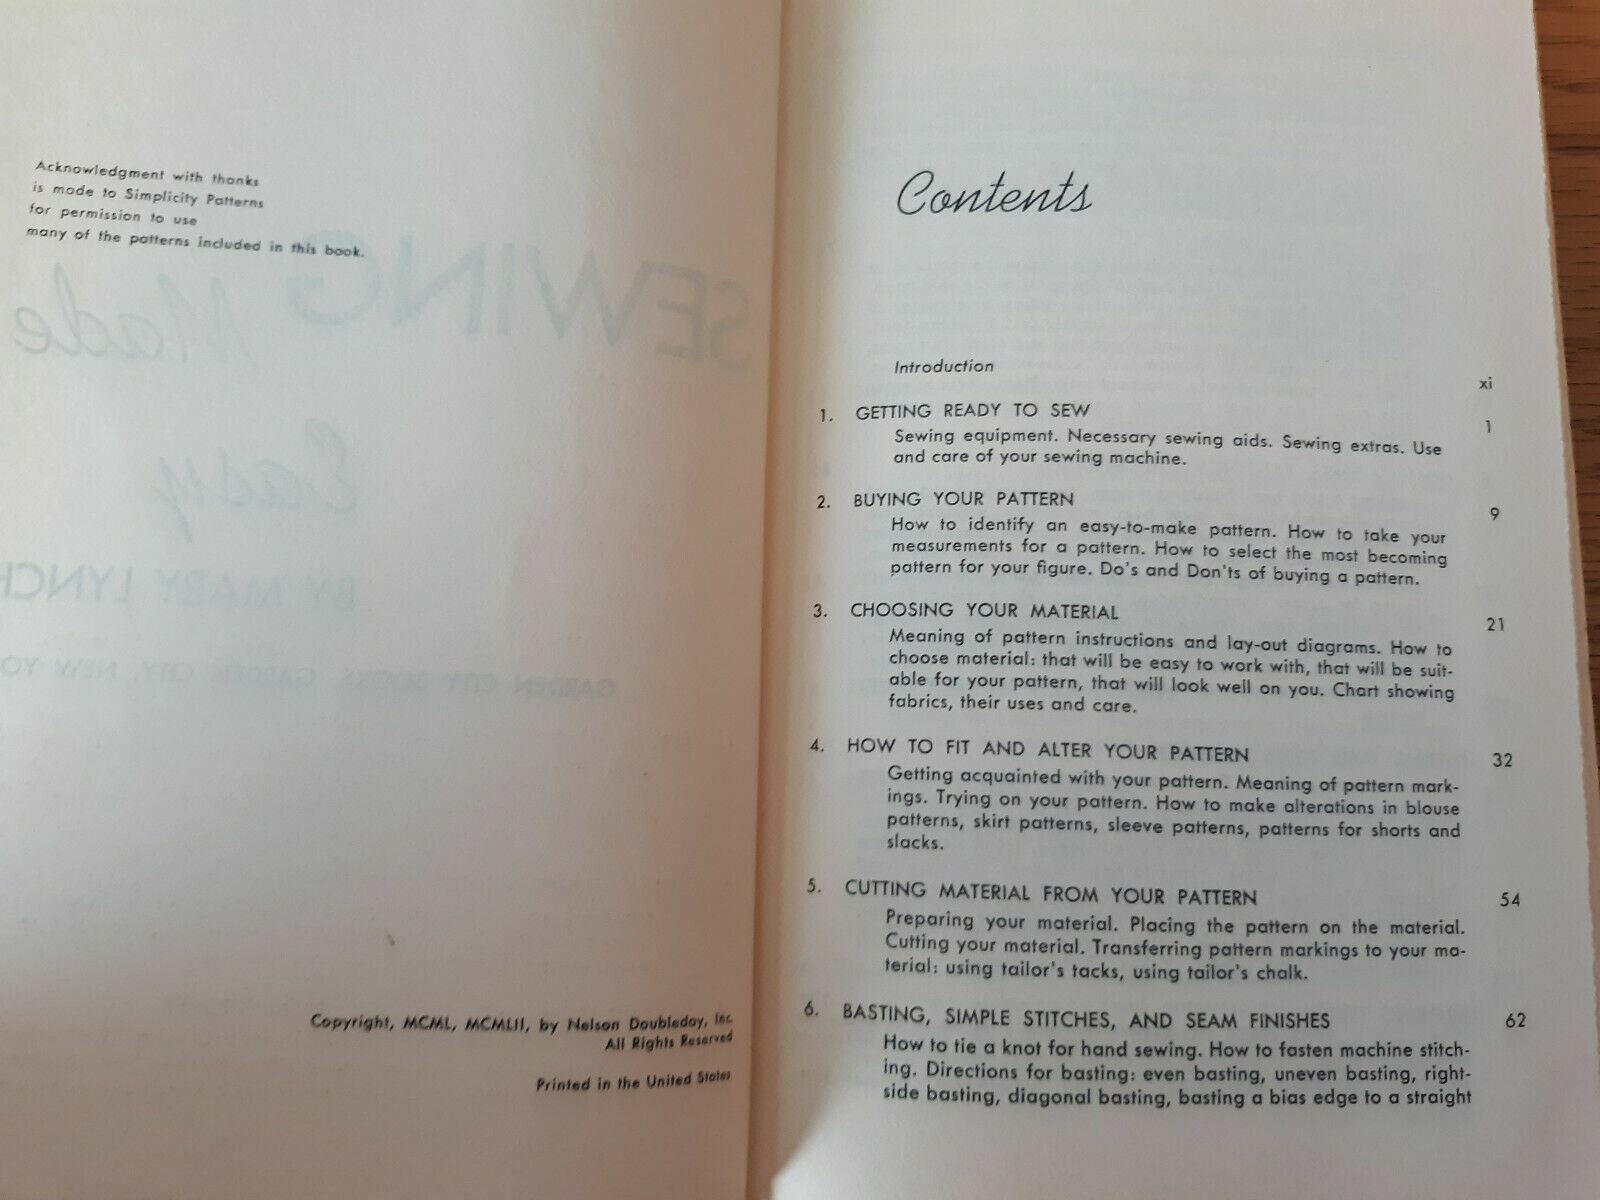 Acknowledgment with thanks
is made to Simplicity Patterns
for permission to use
many of the patterns included in this book.
SEWING
Made
Easy
BY MARY LYNCH
GARDEN CITY BOOKS, GARDEN CITY, NEW YO
Copyright, MCML, MCMLII, by Nelson Doubleday, Inc
All Rights Reserved
Printed in the United States
Contents
Introduction xi
1. GETTING READY TO SEW 1
Sewing equipment. Necessary sewing aids. Sewing extras. Use
and care of your sewing machine.
2. BUYING YOUR PATTERN 9
How to identify an easy-to-make pattern. How to take your
measurements for a pattern. How to select the most becoming
pattern for your figure. Do's and Don'ts of buying a pattern.
3. CHOOSING YOUR MATERIAL 21
Meaning of pattern instructions and lay-out diagrams. How to
choose material: that will be easy to work with, that will be suit-
able for your pattern, that will look well on you. Chart showing
fabrics, their uses and care.
4. HOW TO FIT AND ALTER YOUR PATTERN 32
Getting acquainted with your pattern. Meaning of pattern mark-
ings. Trying on your pattern. How to make alterations in blouse
patterns, skirt patterns, sleeve patterns, patterns for shorts and
slacks.
5. CUTTING MATERIAL FROM YOUR PATTERN 54
Preparing your material. Placing the pattern on the material.
Cutting your material. Transferring pattern markings to your ma-
terial: using tailor's tacks, using tailor's chalk.
6. BASTING, SIMPLE STITCHES, AND SEAM FINISHES 62
How to tie a knot for hand sewing. How to fasten machine stitch-
ing. Directions for basting: even basting, uneven basting, right-
side basting, diagonal basting, basting a bias edge to a straight